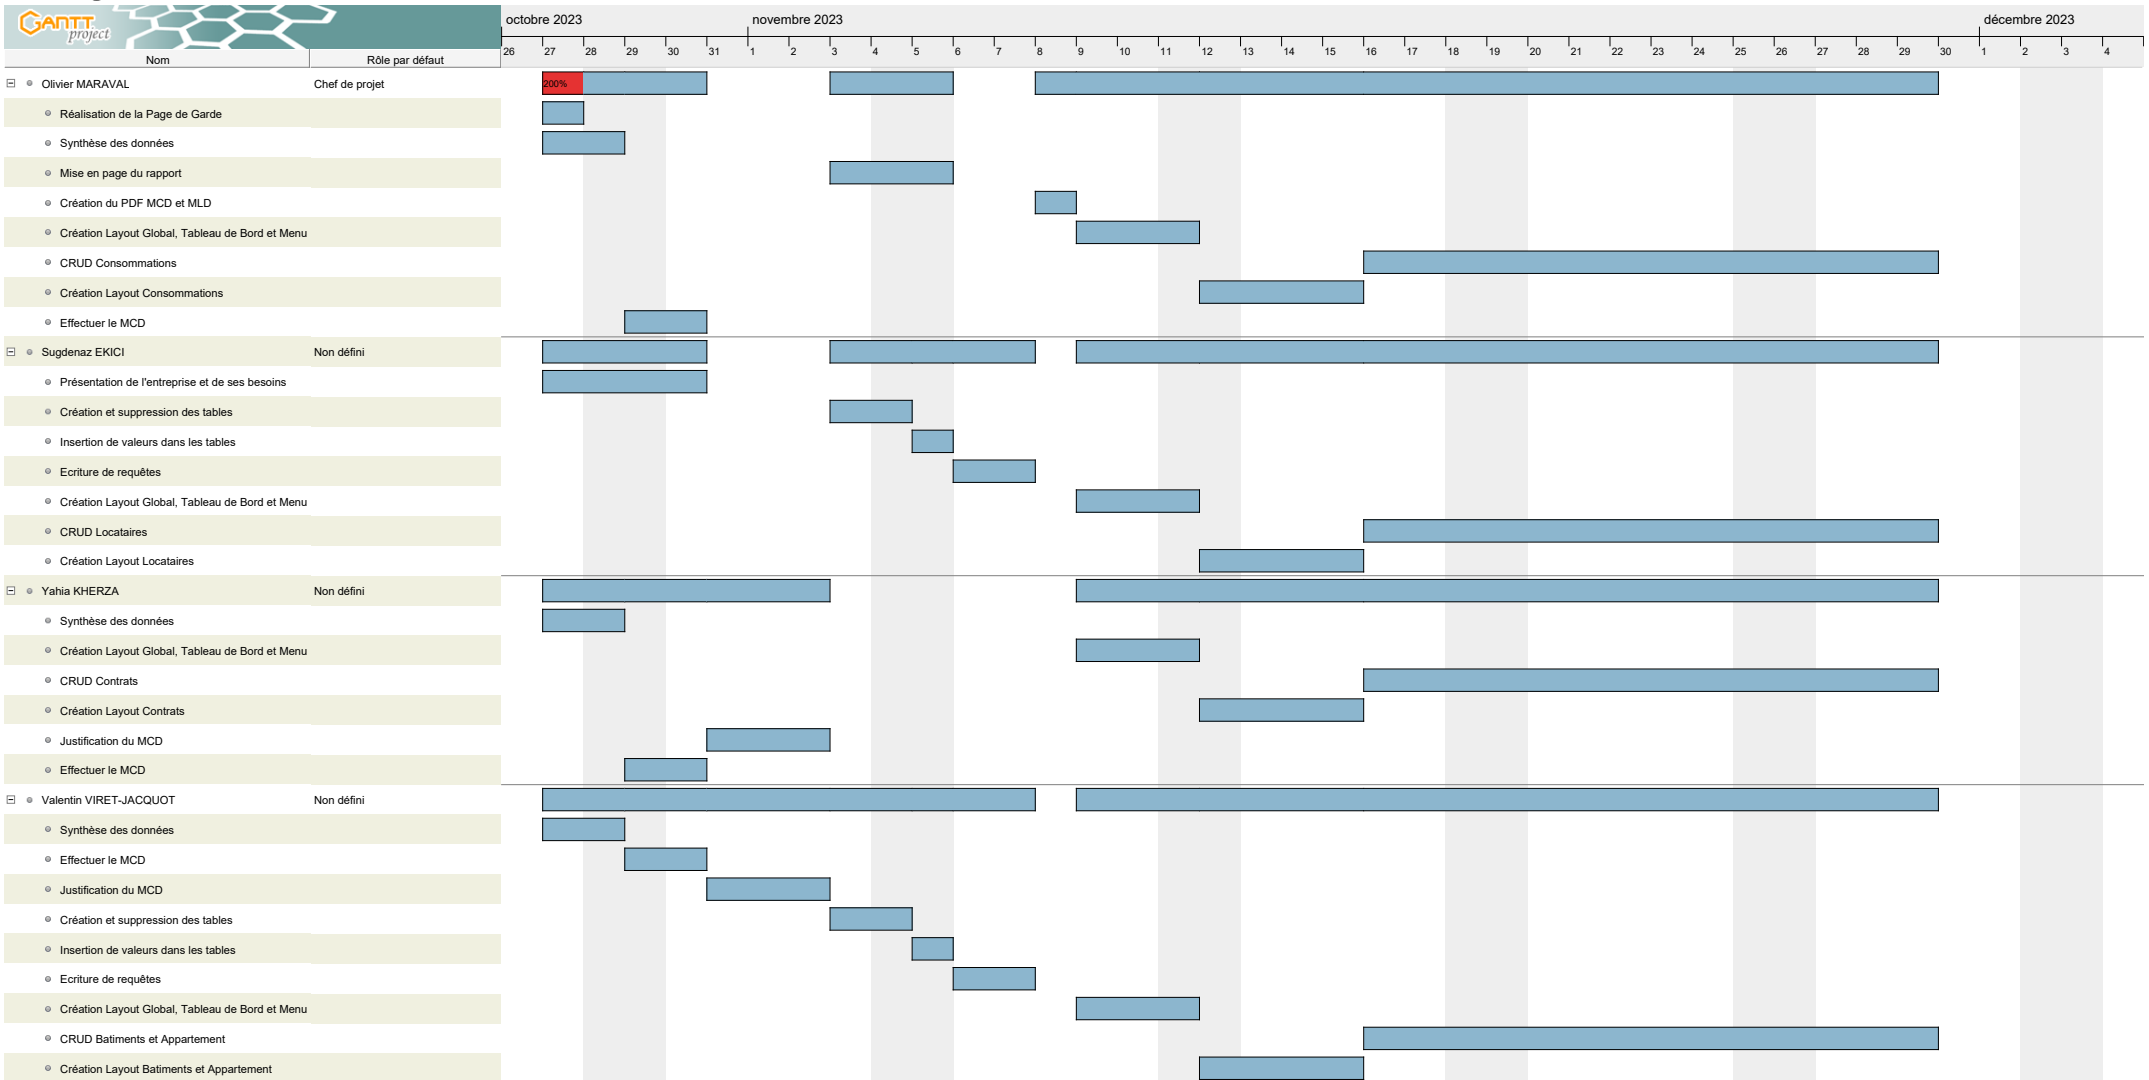 GANTT
project
octobre 2023
novembre 2023
décembre 2023
Nom Rôle par défaut
26 27 28 29 30 31 1 2 3 4 5 6 7 8 9 10 11 12 13 14 15 16 17 18 19 20 21 22 23 24 25 26 27 28 29 30 1 2 3 4
Olivier MARAVAL Chef de projet 200%
Réalisation de la Page de Garde
Synthèse des données
Mise en page du rapport
Création du PDF MCD et MLD
Création Layout Global, Tableau de Bord et Menu
CRUD Consommations
Création Layout Consommations
Effectuer le MCD
Sugdenaz EKICI Non défini
Présentation de l'entreprise et de ses besoins
Création et suppression des tables
Insertion de valeurs dans les tables
Ecriture de requêtes
Création Layout Global, Tableau de Bord et Menu
CRUD Locataires
Création Layout Locataires
Yahia KHERZA Non défini
Synthèse des données
Création Layout Global, Tableau de Bord et Menu
CRUD Contrats
Création Layout Contrats
Justification du MCD
Effectuer le MCD
Valentin VIRET-JACQUOT Non défini
Synthèse des données
Effectuer le MCD
Justification du MCD
Création et suppression des tables
Insertion de valeurs dans les tables
Ecriture de requêtes
Création Layout Global, Tableau de Bord et Menu
CRUD Batiments et Appartement
Création Layout Batiments et Appartement